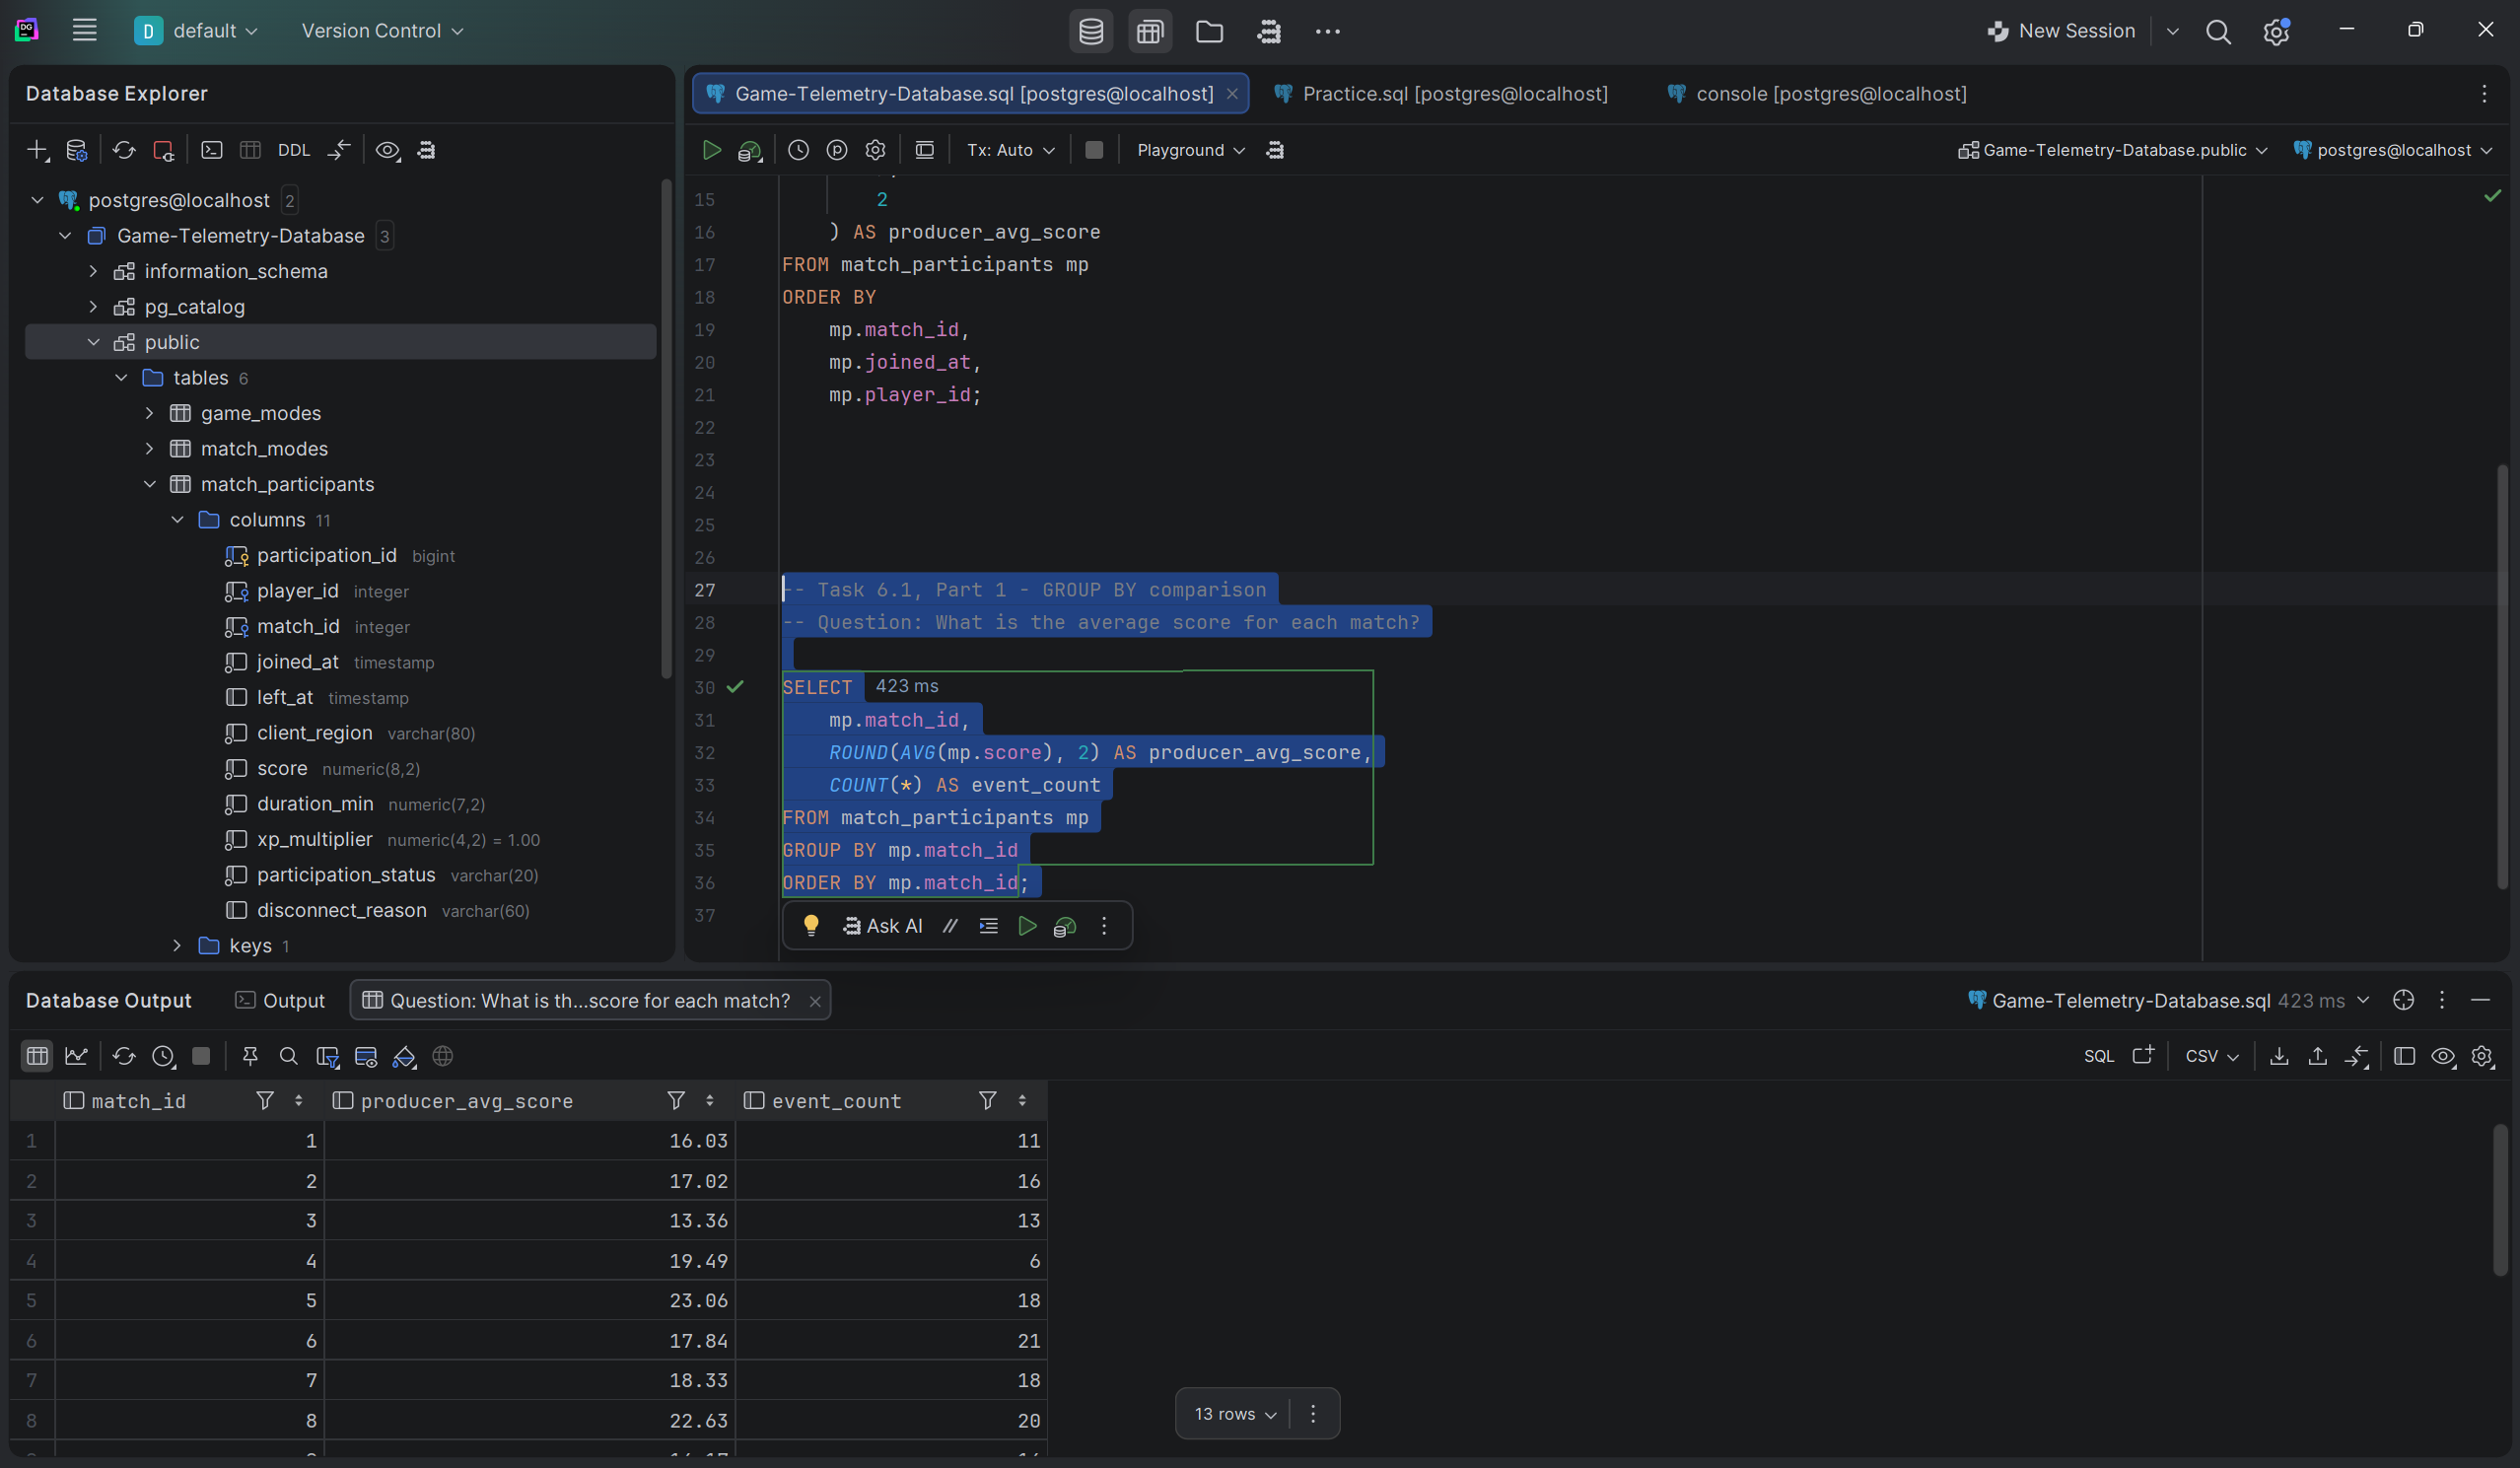 DG
D default
Version Control
New Session
Database Explorer
DDL
postgres@localhost 2
Game-Telemetry-Database 3
information_schema
pg_catalog
public
tables 6
game_modes
match_modes
match_participants
columns 11
participation_id bigint
player_id integer
match_id integer
joined_at timestamp
left_at timestamp
client_region varchar(80)
score numeric(8,2)
duration_min numeric(7,2)
xp_multiplier numeric(4,2) = 1.00
participation_status varchar(20)
disconnect_reason varchar(60)
keys 1
Game-Telemetry-Database.sql [postgres@localhost]
Practice.sql [postgres@localhost]
console [postgres@localhost]
Tx: Auto
Playground
Game-Telemetry-Database.public
postgres@localhost
15 2
16 ) AS producer_avg_score
17 FROM match_participants mp
18 ORDER BY
19 mp.match_id,
20 mp.joined_at,
21 mp.player_id;
22
23
24
25
26
27 -- Task 6.1, Part 1 - GROUP BY comparison
28 -- Question: What is the average score for each match?
29
30 SELECT 423 ms
31 mp.match_id,
32 ROUND(AVG(mp.score), 2) AS producer_avg_score,
33 COUNT(*) AS event_count
34 FROM match_participants mp
35 GROUP BY mp.match_id
36 ORDER BY mp.match_id;
37
Ask AI
Database Output
Output
Question: What is th...score for each match?
Game-Telemetry-Database.sql 423 ms
SQL
CSV
match_id producer_avg_score event_count
1 1 16.03 11
2 2 17.02 16
3 3 13.36 13
4 4 19.49 6
5 5 23.06 18
6 6 17.84 21
7 7 18.33 18
8 8 22.63 20
13 rows